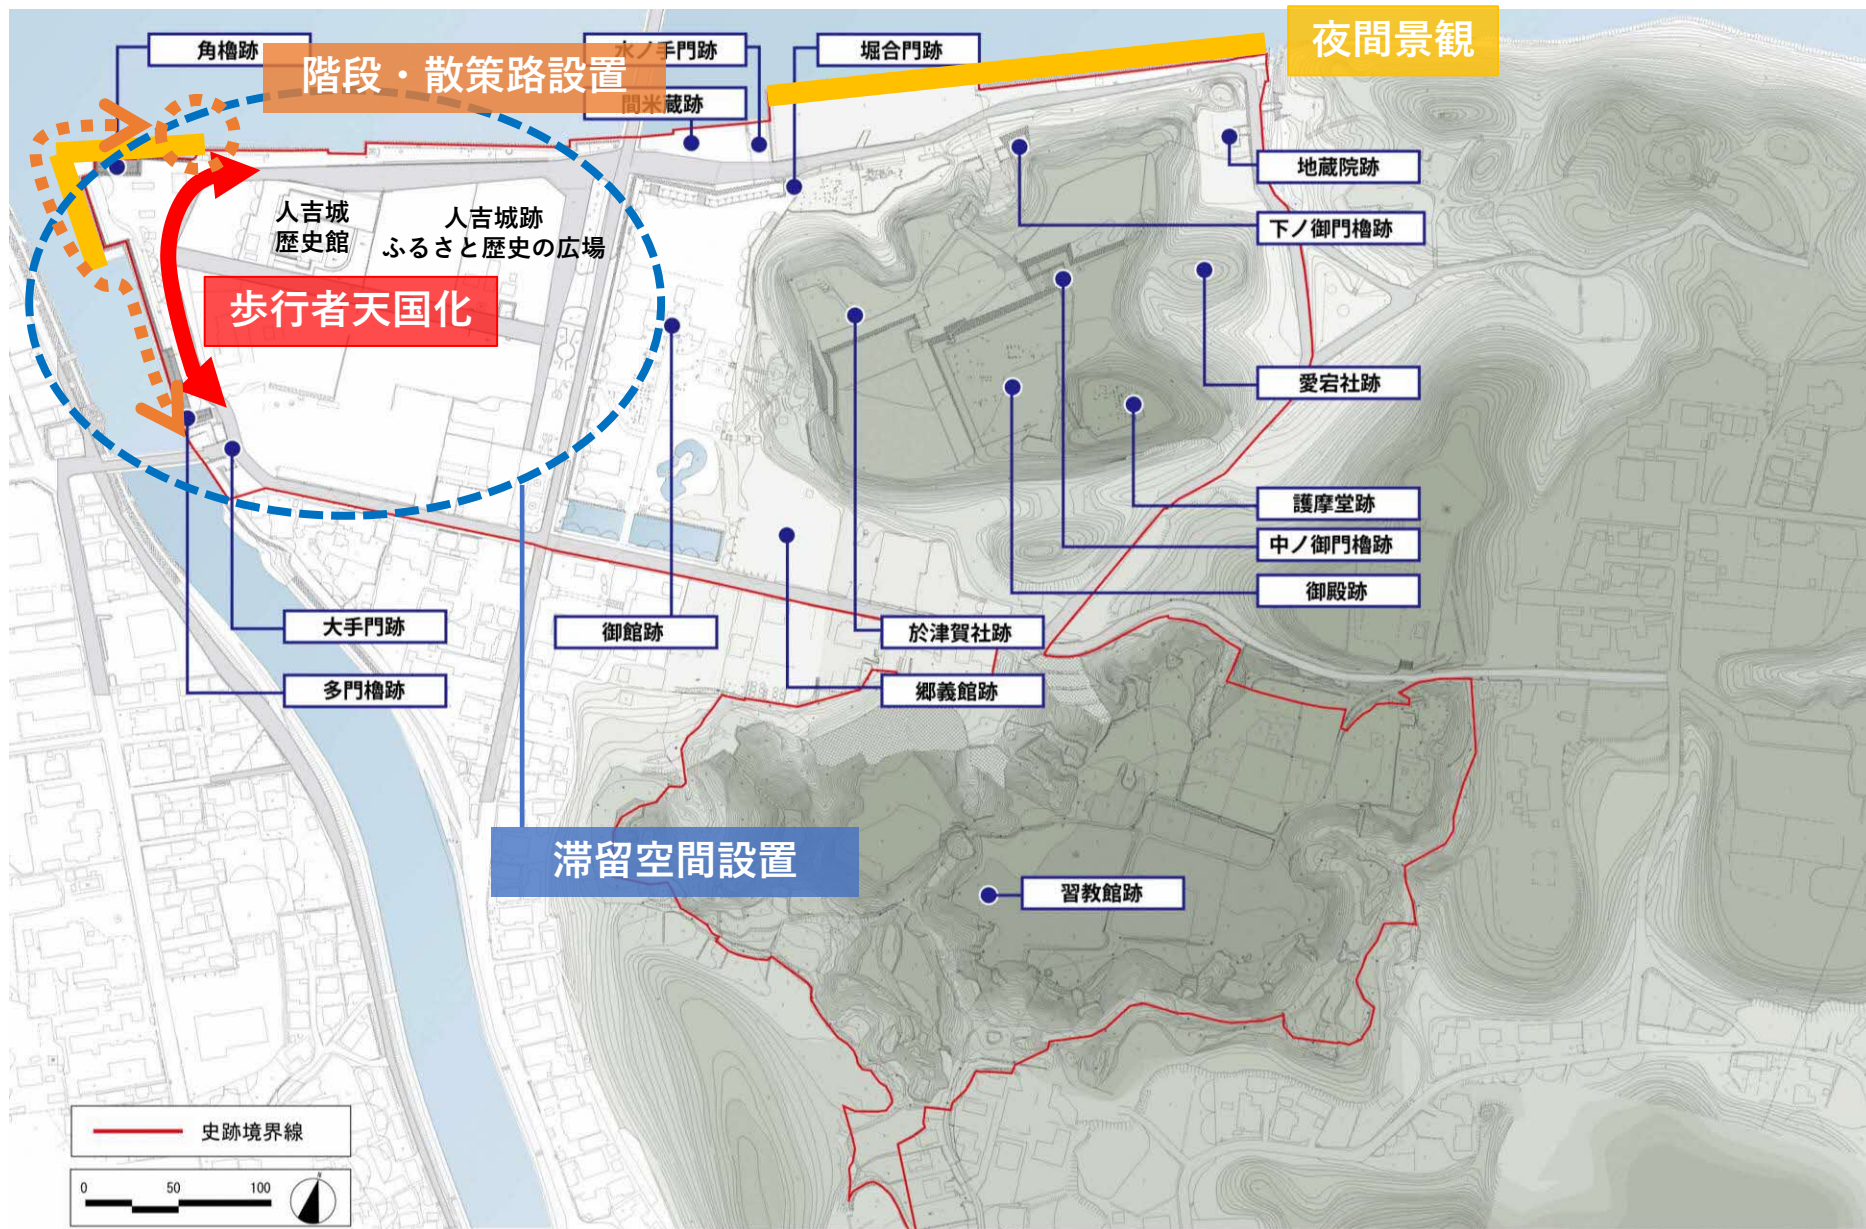 夜間景観
角櫓跡
水ノ手門跡
堀合門跡
階段・散策路設置
間米蔵跡
地蔵院跡
下ノ御門櫓跡
人吉城
歴史館
人吉城跡
ふるさと歴史の広場
歩行者天国化
愛宕社跡
護摩堂跡
中ノ御門櫓跡
御殿跡
大手門跡
御館跡
於津賀社跡
多門櫓跡
郷義館跡
滞留空間設置
習教館跡
史跡境界線
0 50 100
N